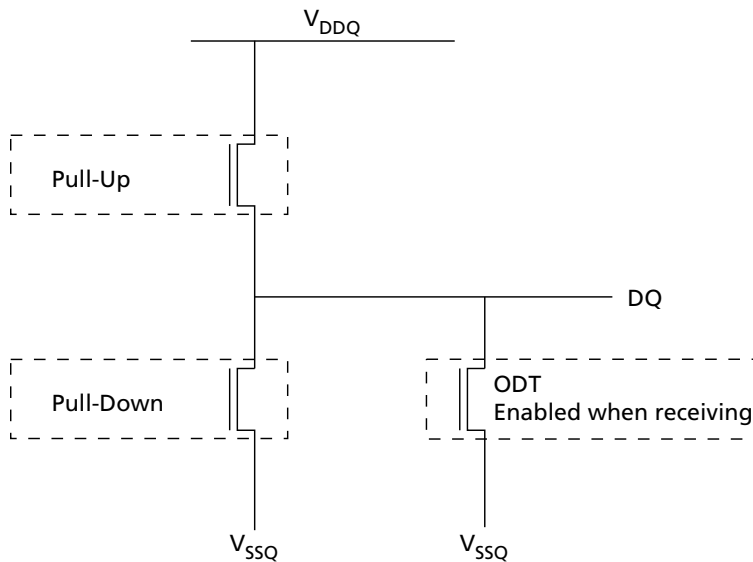 VDDQ
Pull-Up
DQ
Pull-Down
ODT
Enabled when receiving
VSSQ
VSSQ